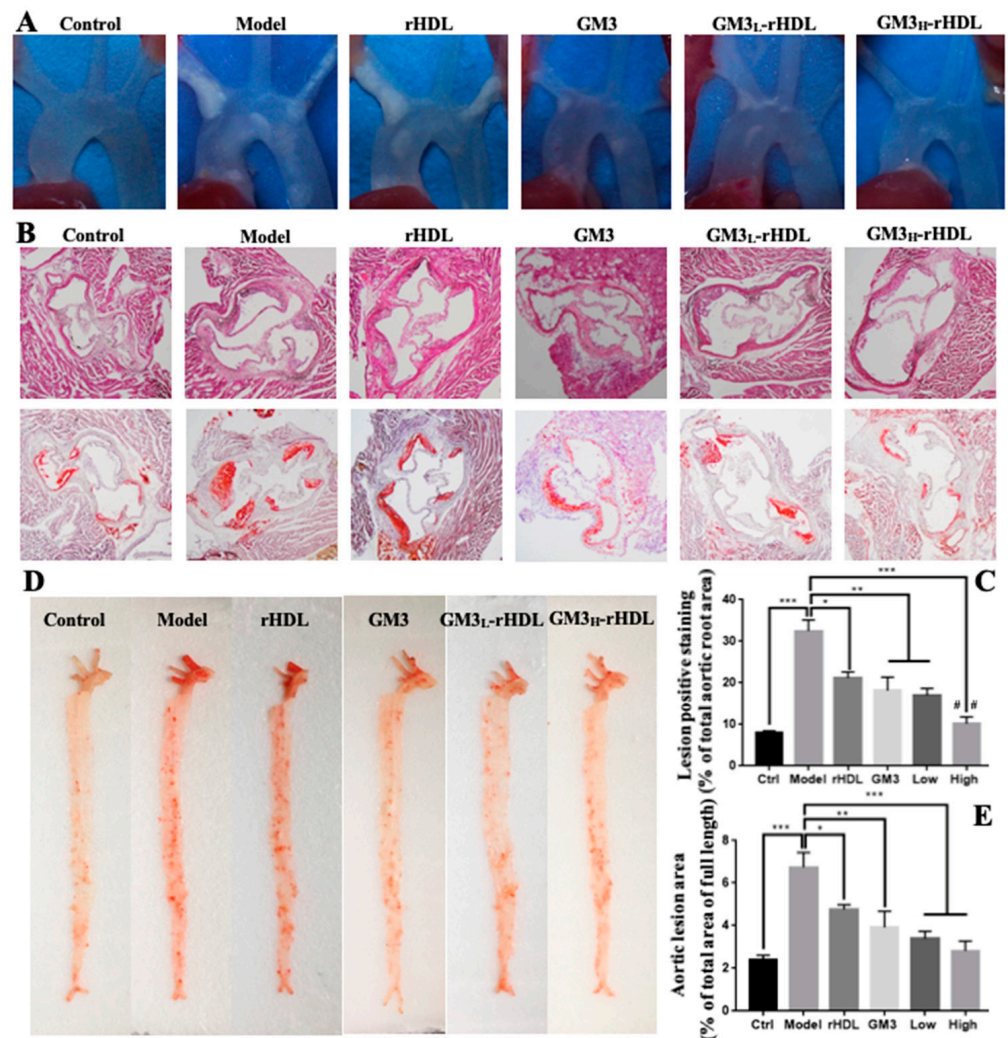 A
Control Model rHDL GM3 GM3L-rHDL GM3H-rHDL
B
Control Model rHDL GM3 GM3L-rHDL GM3H-rHDL
D
Control Model rHDL GM3 GM3L-rHDL GM3H-rHDL
C
Lesion positive staining
(% of total aortic root area)
40
30
20
10
0
*** * ** ***
# #
Ctrl Model rHDL GM3 Low High
E
Aortic lesion area
(% of total area of full length)
8
6
4
2
0
*** * ** ***
Ctrl Model rHDL GM3 Low High